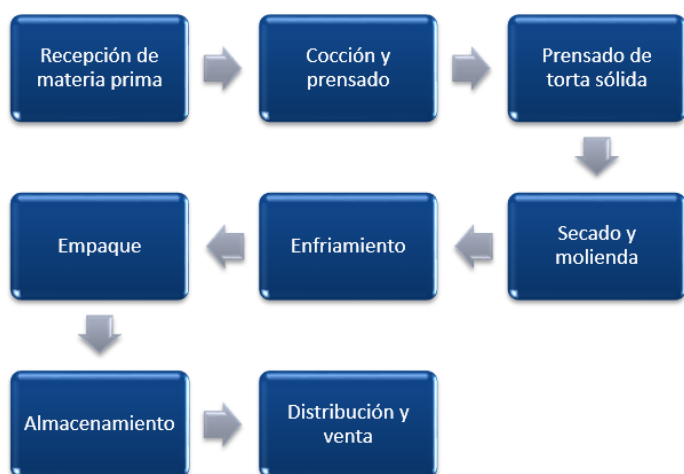 Recepción de
materia prima
Cocción y
prensado
Prensado de
torta sólida
Secado y
molienda
Enfriamiento
Empaque
Almacenamiento
Distribución y
venta